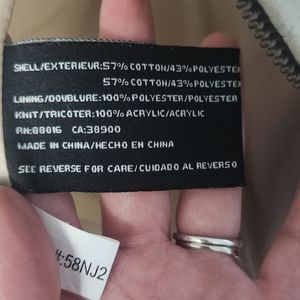 SHELL/EXTERIEUR:57% COTTON/43% POLYESTER
57% COTTON/43% POLYESTER
LINING/DOUBLURE:100% POLYESTER/POLYESTER
KNIT/TRICOTER:100% ACRYLIC/ACRYLIC
RN:88016 CA:38900
MADE IN CHINA/HECHO EN CHINA
SEE REVERSE FOR CARE/CUIDADO AL REVERSO
#:58NJ2